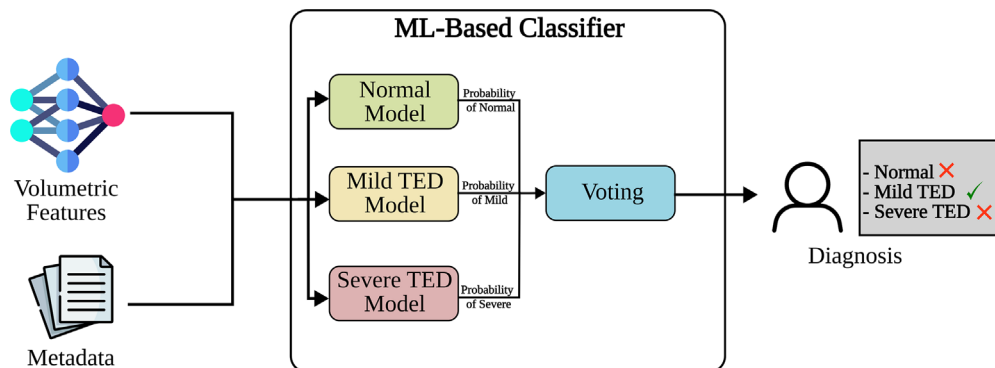 ML-Based Classifier
Volumetric
Features
Metadata
Normal
Model
Probability
of Normal
Mild TED
Model
Probability
of Mild
Severe TED
Model
Probability
of Severe
Voting
- Normal ❌
- Mild TED ✓
- Severe TED ❌
Diagnosis